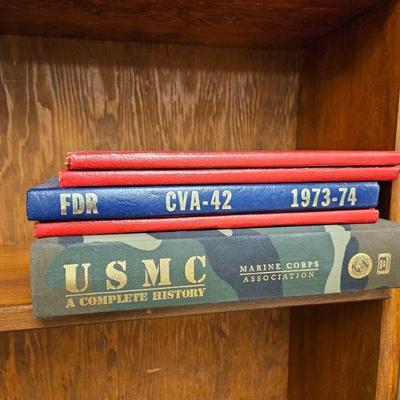 FDR CVA-42 1973-74
USMC
A COMPLETE HISTORY
MARINE CORPS
ASSOCIATION